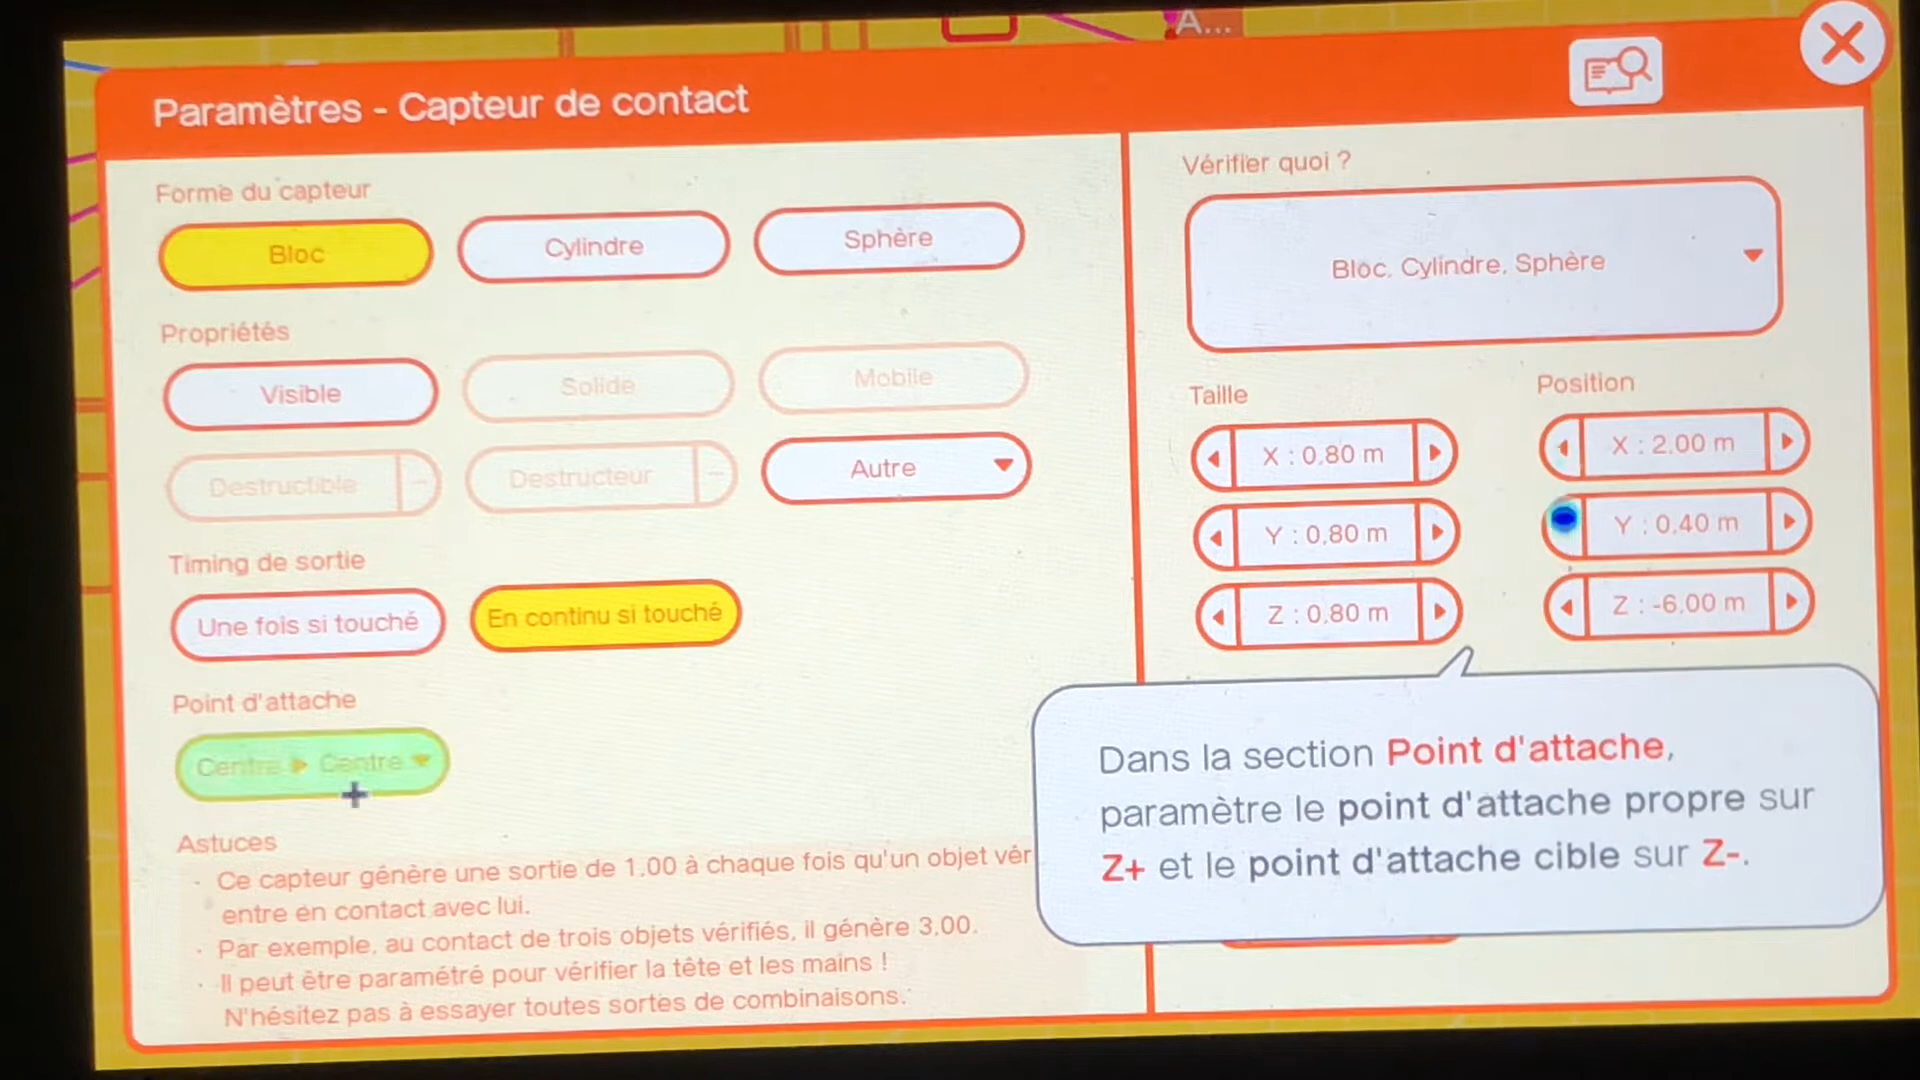 A...
Paramètres - Capteur de contact
Forme du capteur
Bloc
Cylindre
Sphère
Propriétés
Visible
Solide
Mobile
Destructible
Destructeur
Autre
Timing de sortie
Une fois si touché
En continu si touché
Point d'attache
Centre ▸ Centre
Astuces
- Ce capteur génère une sortie de 1.00 à chaque fois qu'un objet vér
entre en contact avec lui.
· Par exemple, au contact de trois objets vérifiés, il génère 3,00.
· Il peut être paramétré pour vérifier la tête et les mains !
N'hésitez pas à essayer toutes sortes de combinaisons.
Vérifier quoi ?
Bloc, Cylindre, Sphère
Taille
X : 0,80 m
Y : 0,80 m
Z : 0,80 m
Position
X : 2,00 m
Y : 0,40 m
Z : -6,00 m
Dans la section Point d'attache,
paramètre le point d'attache propre sur
Z+ et le point d'attache cible sur Z-.